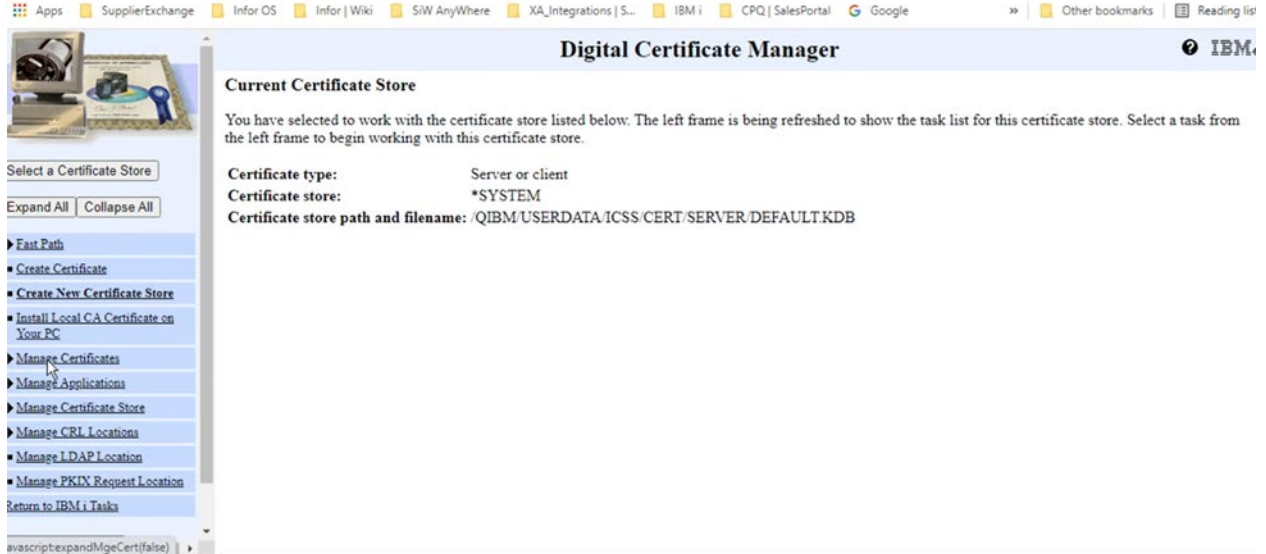 Apps SupplierExchange Infor OS Infor | Wiki SiW AnyWhere XA_Integrations | S... IBM i CPQ | SalesPortal Google » Other bookmarks Reading list
Digital Certificate Manager
IBM
Current Certificate Store
You have selected to work with the certificate store listed below. The left frame is being refreshed to show the task list for this certificate store. Select a task from
the left frame to begin working with this certificate store.
Certificate type: Server or client
Certificate store: *SYSTEM
Certificate store path and filename: /QIBM/USERDATA/ICSS/CERT/SERVER/DEFAULT.KDB
Select a Certificate Store
Expand All Collapse All
Fast Path
Create Certificate
Create New Certificate Store
Install Local CA Certificate on
Your PC
Manage Certificates
Manage Applications
Manage Certificate Store
Manage CRL Locations
Manage LDAP Location
Manage PKIX Request Location
Return to IBM i Tasks
avascript:expandMgeCert(false)